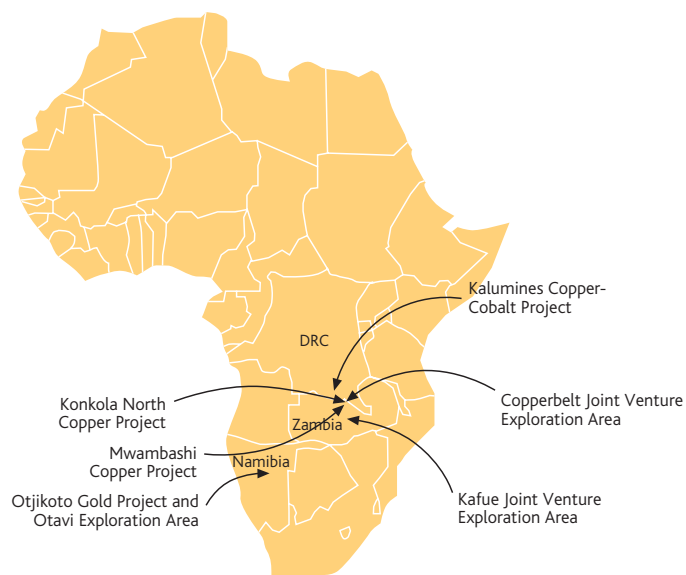 Kalumines Copper-
Cobalt Project
DRC
Konkola North
Copper Project
Copperbelt Joint Venture
Exploration Area
Zambia
Mwambashi
Copper Project
Namibia
Otjikoto Gold Project and
Otavi Exploration Area
Kafue Joint Venture
Exploration Area